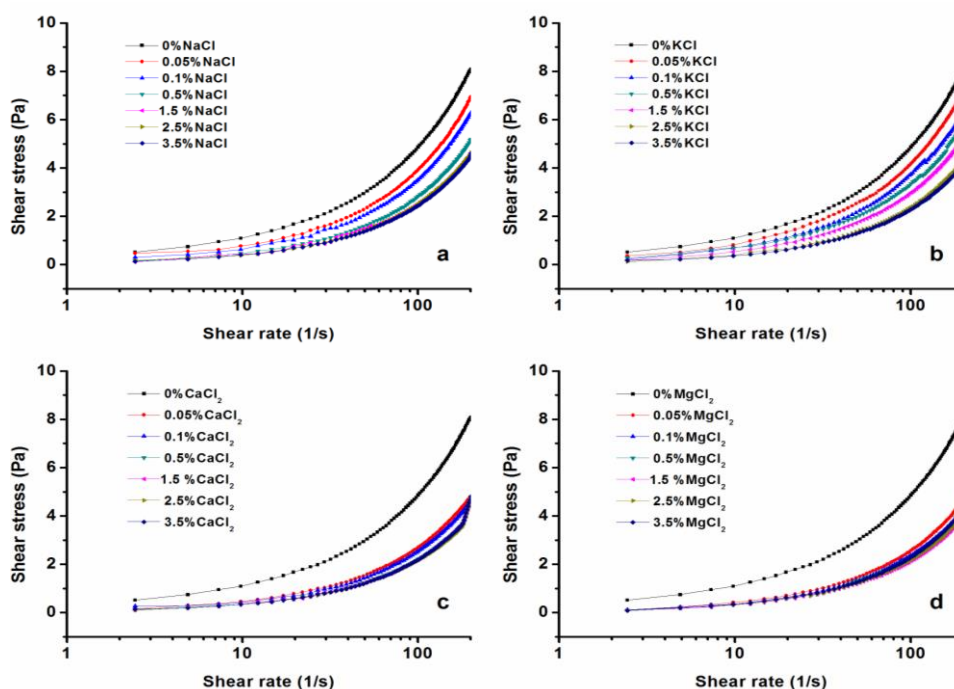 10
8
6
4
2
0
Shear stress (Pa)
0%NaCl
0.05%NaCl
0.1%NaCl
0.5%NaCl
1.5 %NaCl
2.5%NaCl
3.5%NaCl
a
1 10 100
Shear rate (1/s)
10
8
6
4
2
0
Shear stress (Pa)
0%KCl
0.05%KCl
0.1%KCl
0.5%KCl
1.5 %KCl
2.5%KCl
3.5%KCl
b
1 10 100
Shear rate (1/s)
10
8
6
4
2
0
Shear stress (Pa)
0%CaCl₂
0.05%CaCl₂
0.1%CaCl₂
0.5%CaCl₂
1.5 %CaCl₂
2.5%CaCl₂
3.5%CaCl₂
c
1 10 100
Shear rate (1/s)
10
8
6
4
2
0
Shear stress (Pa)
0%MgCl₂
0.05%MgCl₂
0.1%MgCl₂
0.5%MgCl₂
1.5 %MgCl₂
2.5%MgCl₂
3.5%MgCl₂
d
1 10 100
Shear rate (1/s)